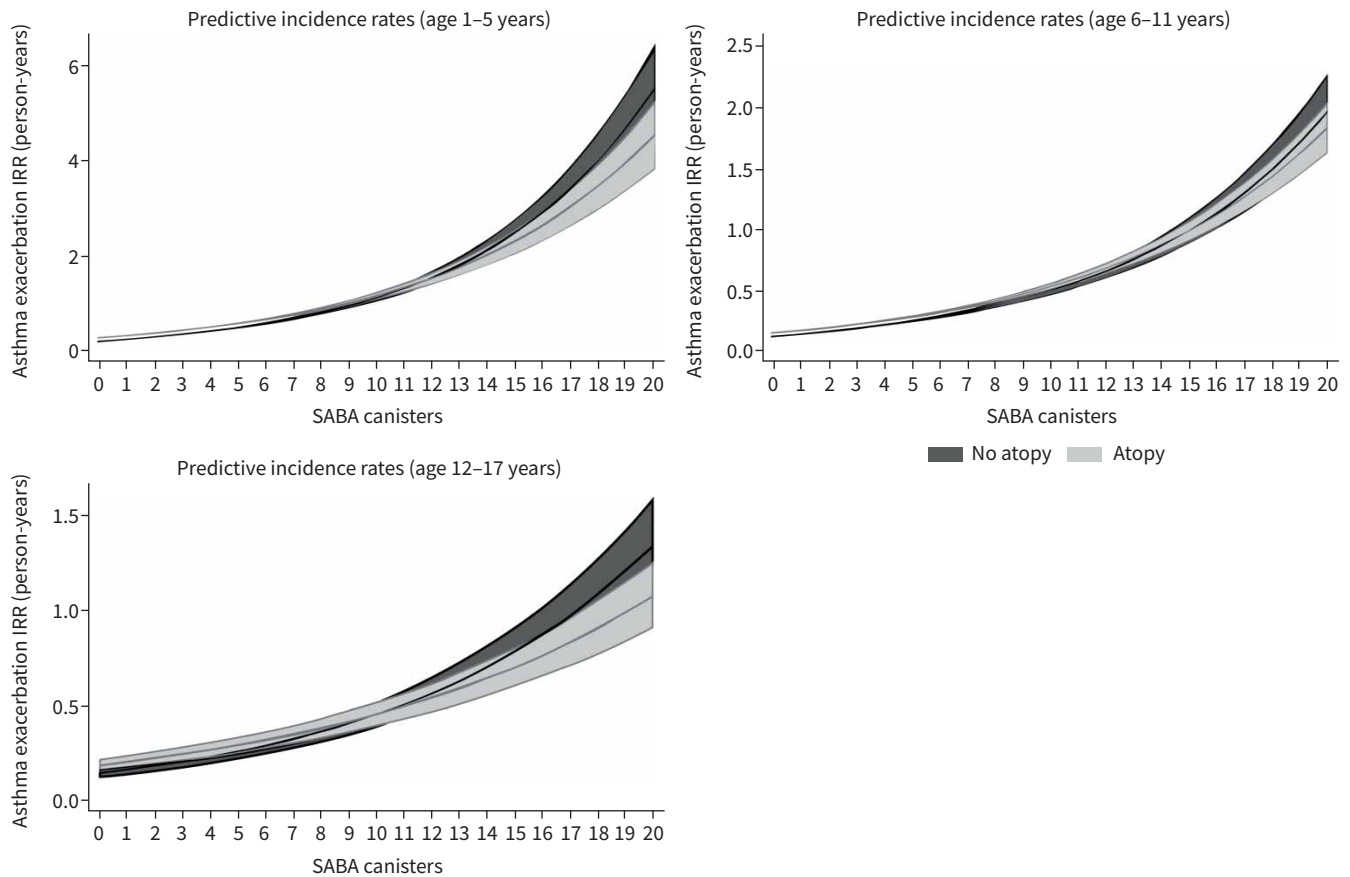 Predictive incidence rates (age 1–5 years)
Asthma exacerbation IRR (person-years)
6
4
2
0
0 1 2 3 4 5 6 7 8 9 10 11 12 13 14 15 16 17 18 19 20
SABA canisters
Predictive incidence rates (age 6–11 years)
Asthma exacerbation IRR (person-years)
2.5
2.0
1.5
1.0
0.5
0.0
0 1 2 3 4 5 6 7 8 9 10 11 12 13 14 15 16 17 18 19 20
SABA canisters
No atopy Atopy
Predictive incidence rates (age 12–17 years)
Asthma exacerbation IRR (person-years)
1.5
1.0
0.5
0.0
0 1 2 3 4 5 6 7 8 9 10 11 12 13 14 15 16 17 18 19 20
SABA canisters